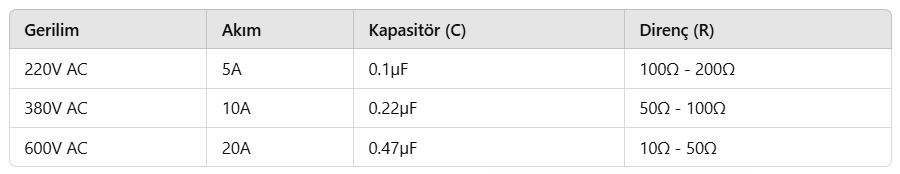 Gerilim Akım Kapasitör (C) Direnç (R)
220V AC 5A 0.1µF 100Ω - 200Ω
380V AC 10A 0.22µF 50Ω - 100Ω
600V AC 20A 0.47µF 10Ω - 50Ω